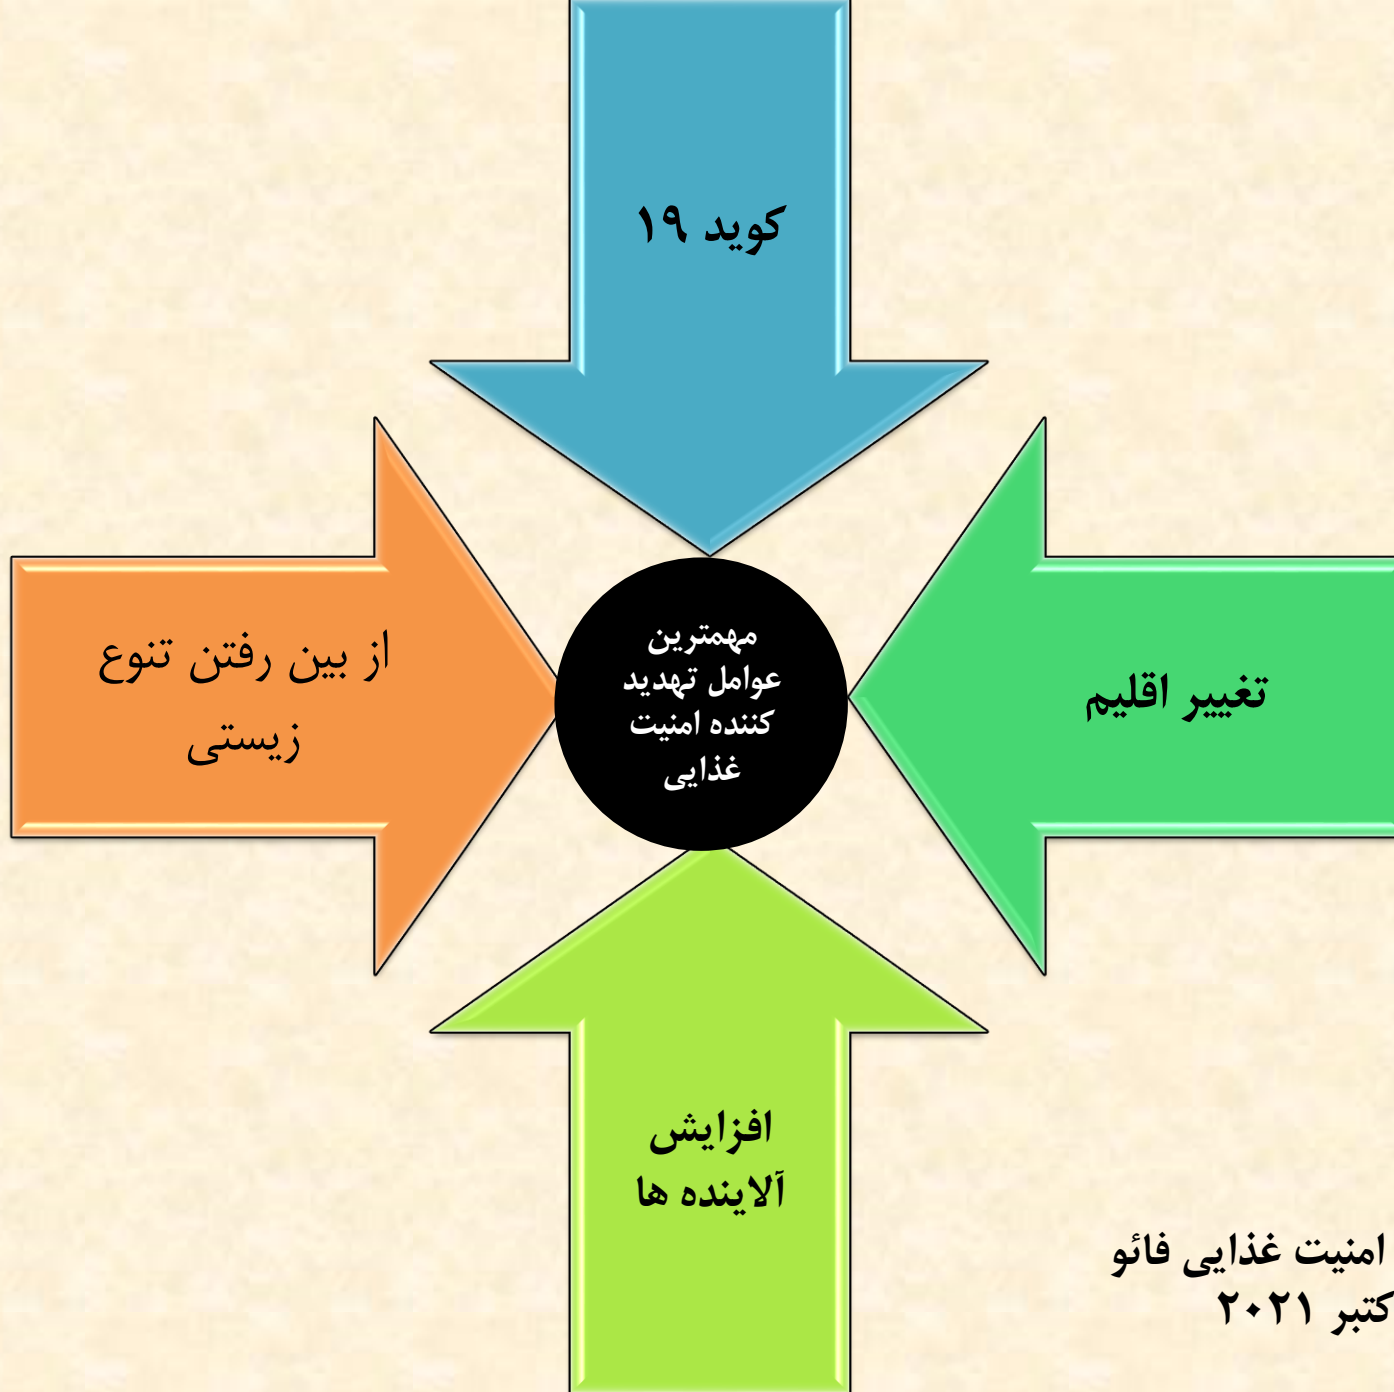 کوید ۱۹
از بین رفتن تنوع
زیستی
مهمترین
عوامل تهدید
کننده امنیت
غذایی
تغییر اقلیم
افزایش
آلاینده ها
امنیت غذایی فائو
کتبر ۲۰۲۱